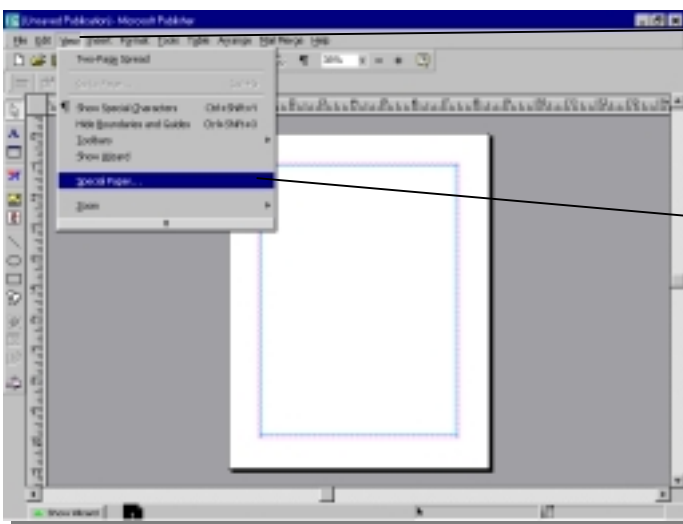 [Unsaved Publication] - Microsoft Publisher
File Edit View Insert Format Tools Table Arrange Mail Merge Help
Two-Page Spread
30%
Show Special Characters Ctrl+Shift+Y
Hide Boundaries and Guides Ctrl+Shift+O
Toolbars
Show Wizard
Special Paper...
Zoom
Show Wizard